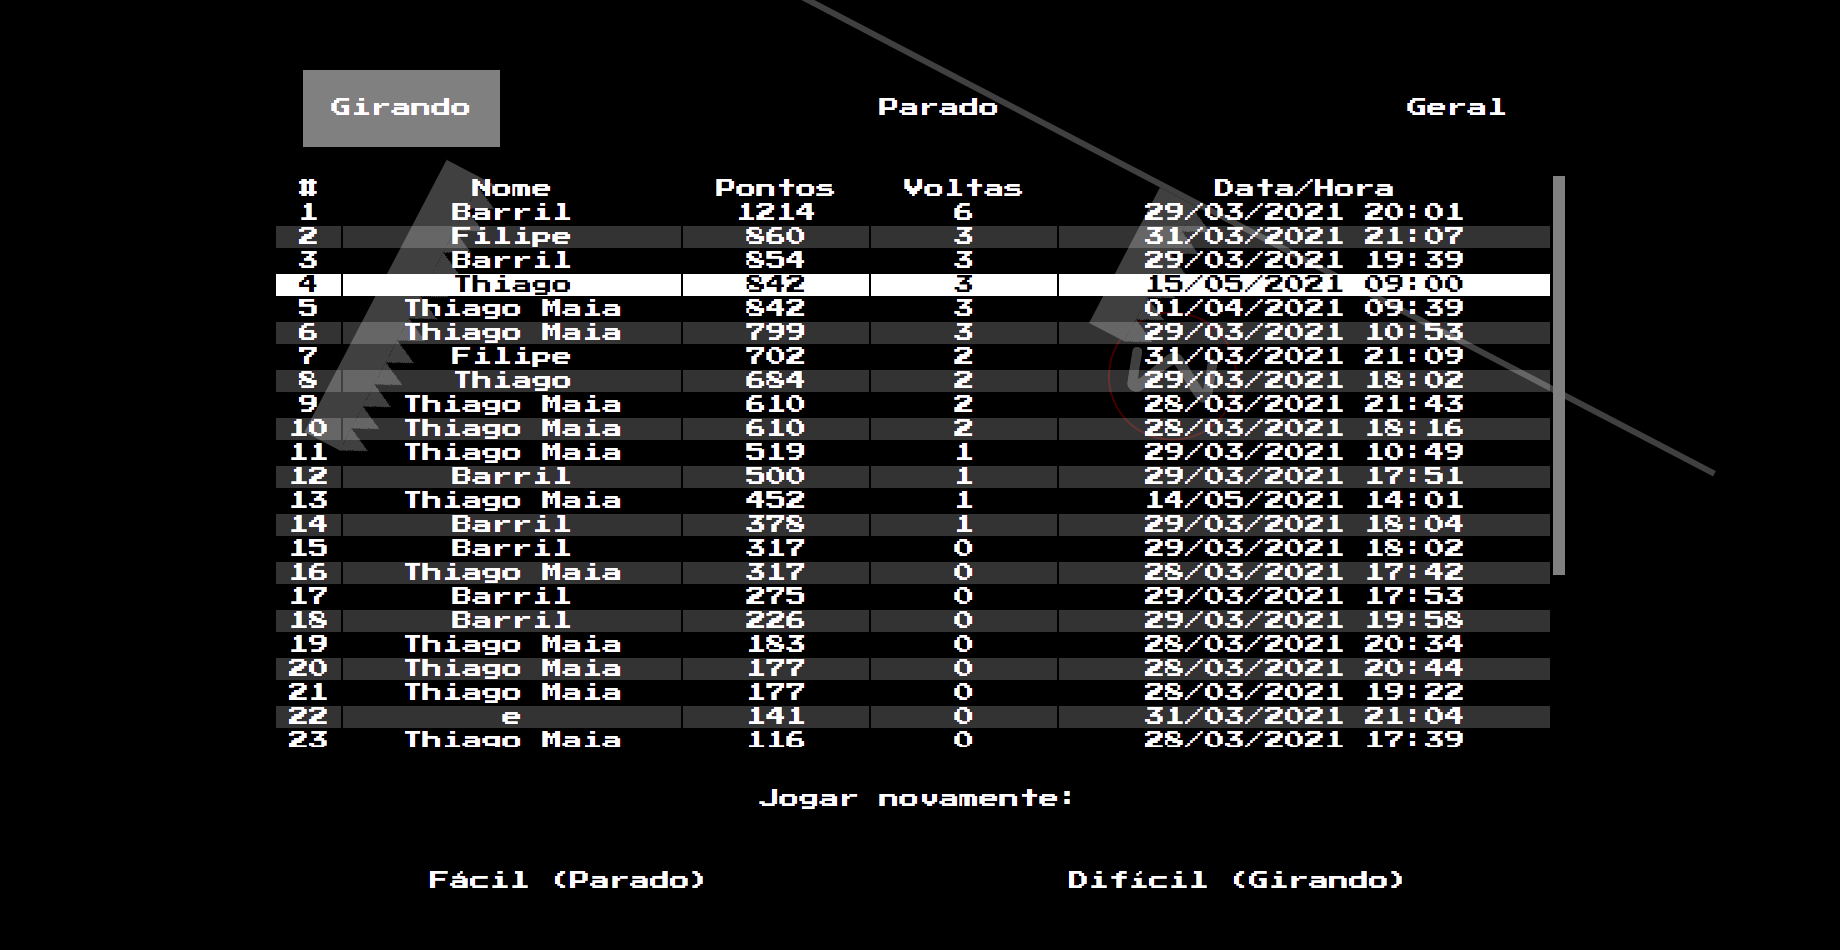 Girando Parado Geral
# Nome Pontos Voltas Data/Hora
1 Barril 1214 6 29/03/2021 20:01
2 Filipe 860 3 31/03/2021 21:07
3 Barril 854 3 29/03/2021 19:39
4 Thiago 842 3 15/05/2021 09:00
5 Thiago Maia 842 3 01/04/2021 09:39
6 Thiago Maia 799 3 29/03/2021 10:53
7 Filipe 702 2 31/03/2021 21:09
8 Thiago 684 2 29/03/2021 18:02
9 Thiago Maia 610 2 28/03/2021 21:43
10 Thiago Maia 610 2 28/03/2021 18:16
11 Thiago Maia 519 1 29/03/2021 10:49
12 Barril 500 1 29/03/2021 17:51
13 Thiago Maia 452 1 14/05/2021 14:01
14 Barril 378 1 29/03/2021 18:04
15 Barril 317 0 29/03/2021 18:02
16 Thiago Maia 317 0 28/03/2021 17:42
17 Barril 275 0 29/03/2021 17:53
18 Barril 226 0 29/03/2021 19:58
19 Thiago Maia 183 0 28/03/2021 20:34
20 Thiago Maia 177 0 28/03/2021 20:44
21 Thiago Maia 177 0 28/03/2021 19:22
22 e 141 0 31/03/2021 21:04
23 Thiago Maia 116 0 28/03/2021 17:39
Jogar novamente:
Fácil (Parado) Difícil (Girando)